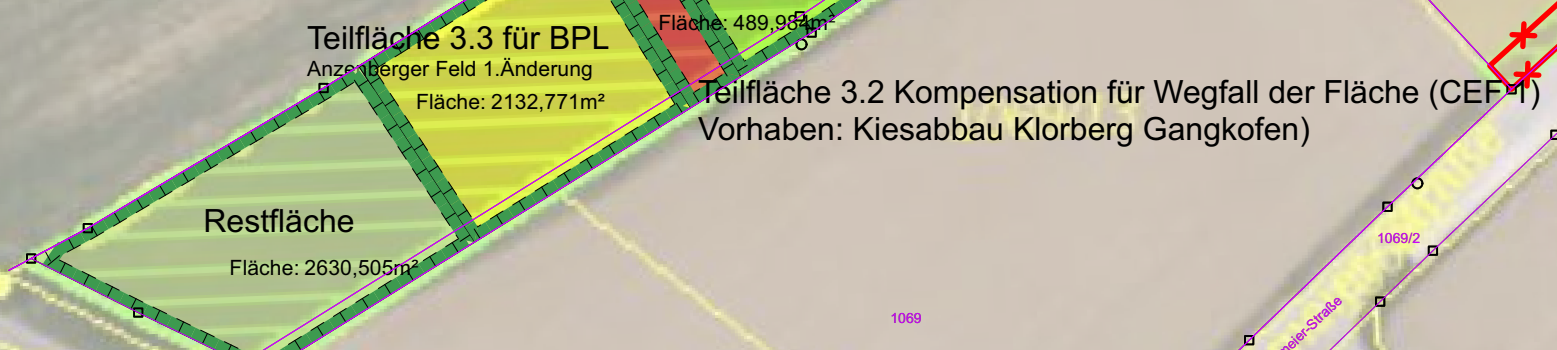 Fläche: 489,984m²
Teilfläche 3.3 für BPL
Anzenberger Feld 1.Änderung
Fläche: 2132,771m²
Teilfläche 3.2 Kompensation für Wegfall der Fläche (CEF 1)
Vorhaben: Kiesabbau Klorberg Gangkofen)
Restfläche
Fläche: 2630,505m²
1069/2
1069